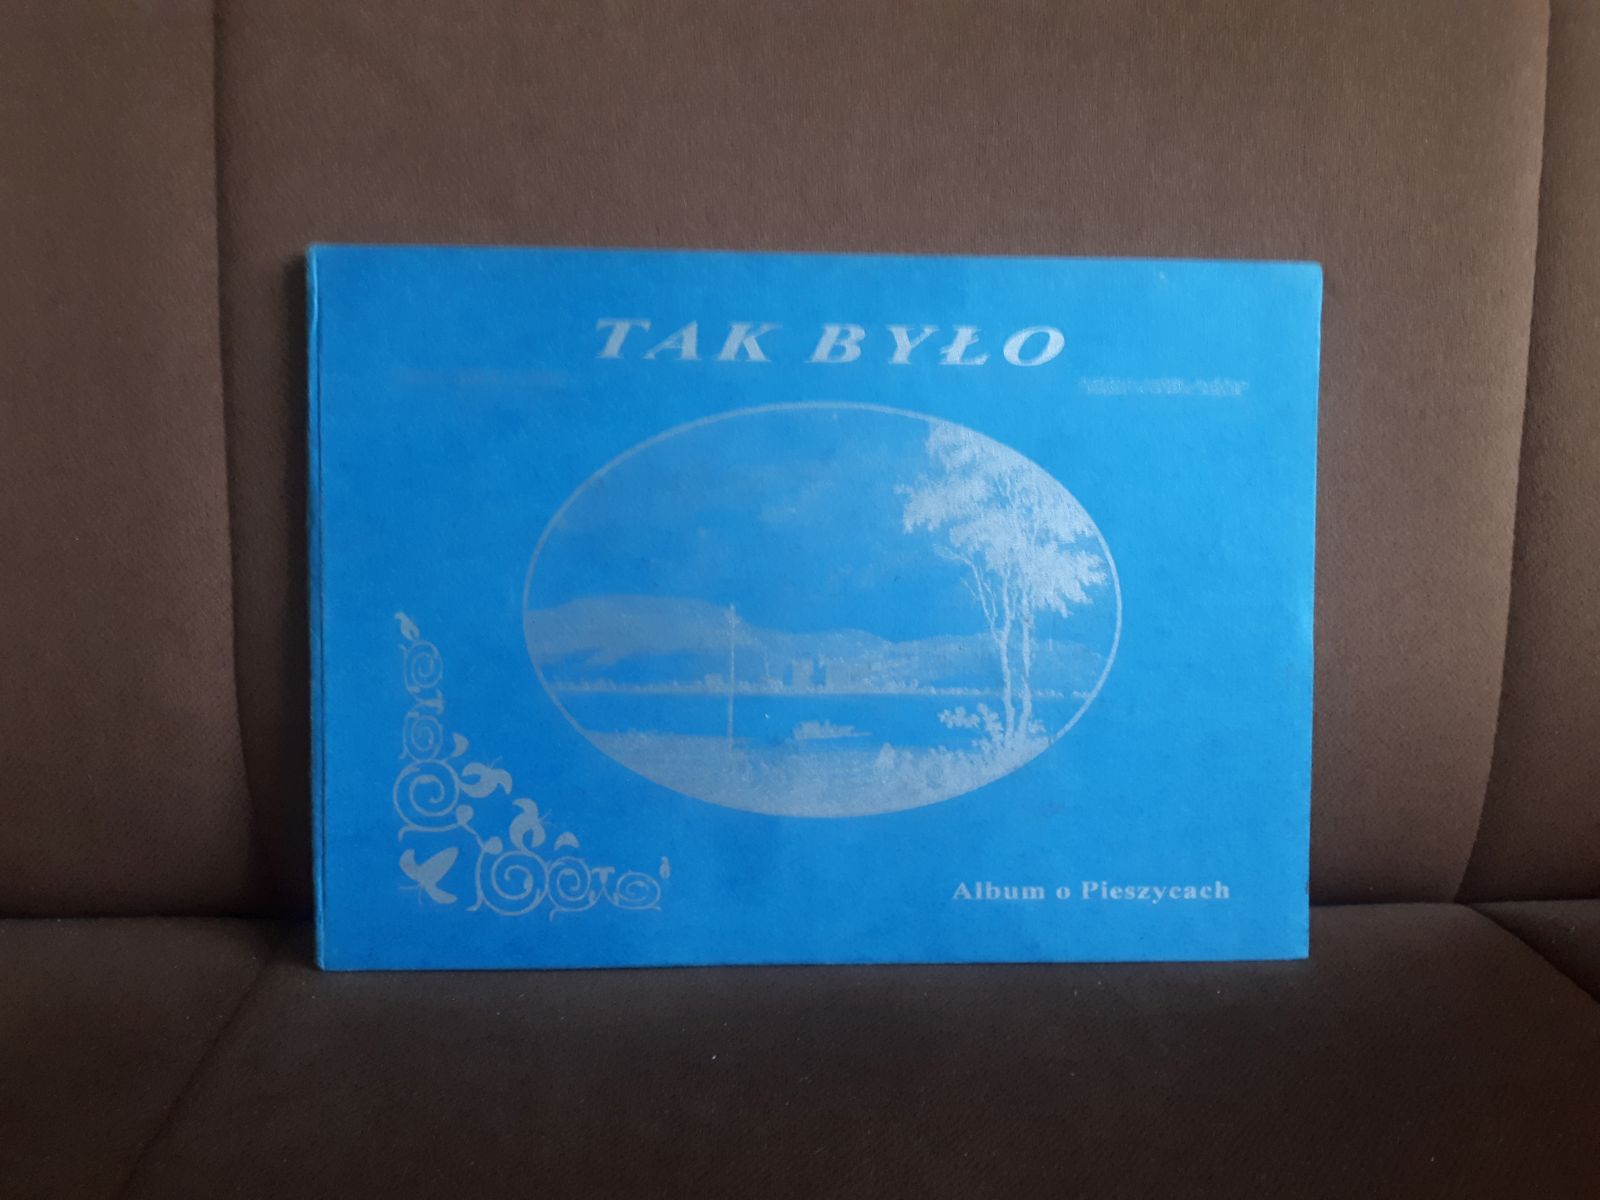 TAK BYŁO
Album o Pieszycach